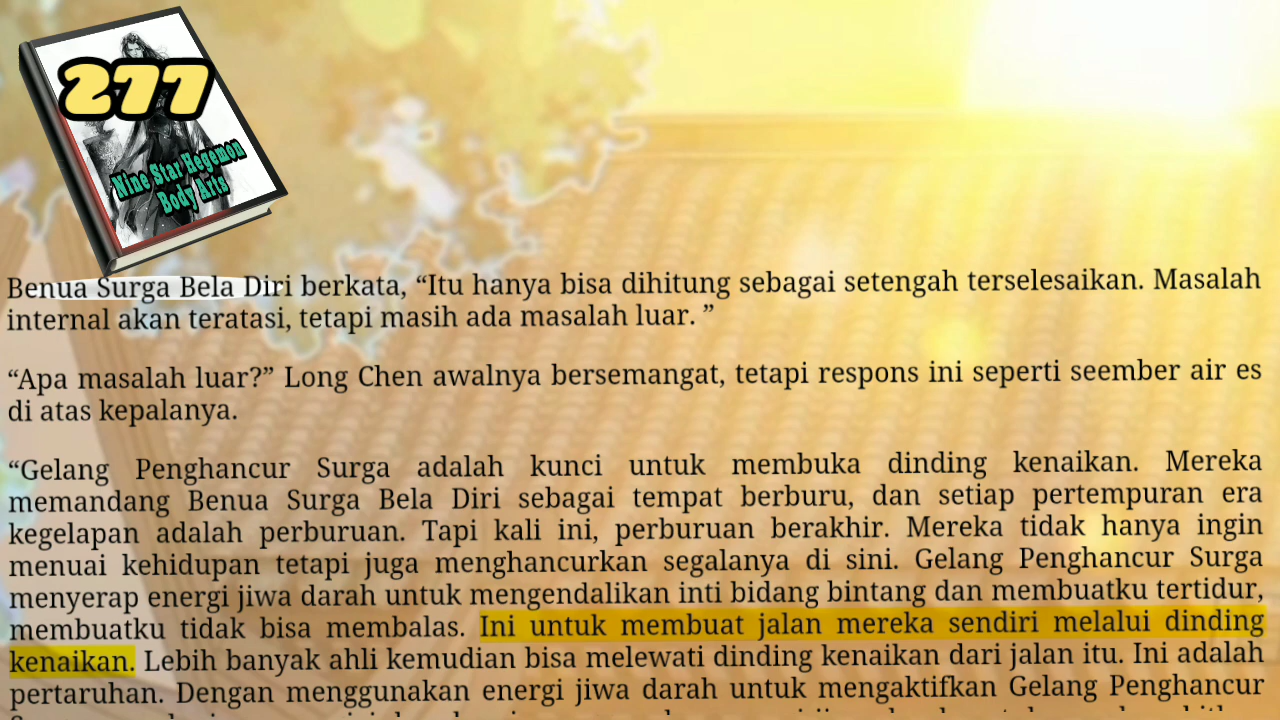 277
Nine Star Hegemon
Body Arts
Benua Surga Bela Diri berkata, “Itu hanya bisa dihitung sebagai setengah terselesaikan. Masalah
internal akan teratasi, tetapi masih ada masalah luar. ”
“Apa masalah luar?” Long Chen awalnya bersemangat, tetapi respons ini seperti seember air es
di atas kepalanya.
“Gelang Penghancur Surga adalah kunci untuk membuka dinding kenaikan. Mereka
memandang Benua Surga Bela Diri sebagai tempat berburu, dan setiap pertempuran era
kegelapan adalah perburuan. Tapi kali ini, perburuan berakhir. Mereka tidak hanya ingin
menuai kehidupan tetapi juga menghancurkan segalanya di sini. Gelang Penghancur Surga
menyerap energi jiwa darah untuk mengendalikan inti bidang bintang dan membuatku tertidur,
membuatku tidak bisa membalas. Ini untuk membuat jalan mereka sendiri melalui dinding
kenaikan. Lebih banyak ahli kemudian bisa melewati dinding kenaikan dari jalan itu. Ini adalah
pertaruhan. Dengan menggunakan energi jiwa darah untuk mengaktifkan Gelang Penghancur